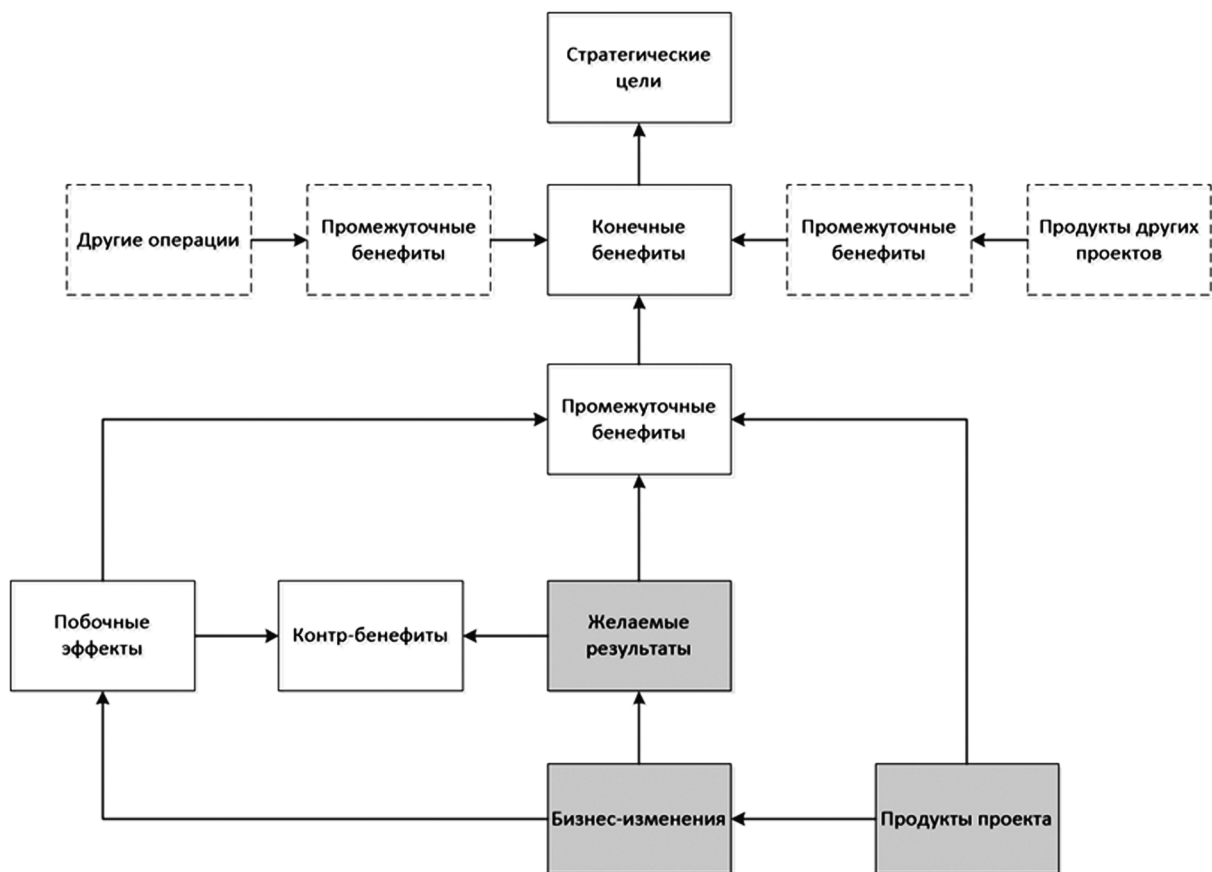 Стратегические
цели
Другие операции
Промежуточные
бенефиты
Конечные
бенефиты
Промежуточные
бенефиты
Продукты других
проектов
Промежуточные
бенефиты
Побочные
эффекты
Контр-бенефиты
Желаемые
результаты
Бизнес-изменения
Продукты проекта